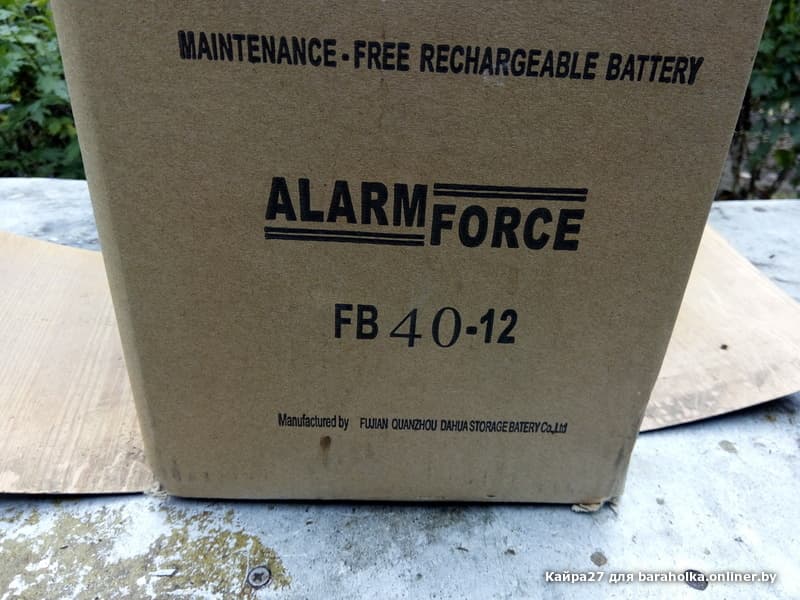 MAINTENANCE-FREE RECHARGEABLE BATTERY
ALARM FORCE
FB 40-12
Manufactured by FUJIAN QUANZHOU DAHUA STORAGE BATERY Co.,Ltd
Кайра27 для baraholka.onliner.by